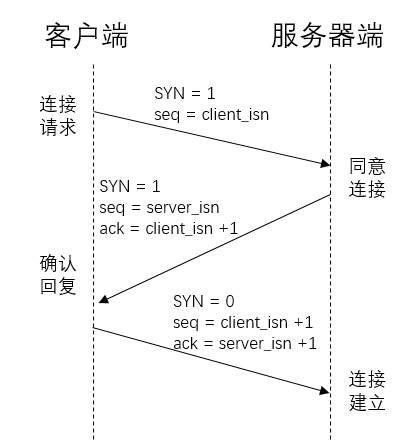 客户端
服务器端
连接
请求
SYN = 1
seq = client_isn
同意
连接
SYN = 1
seq = server_isn
ack = client_isn +1
确认
回复
SYN = 0
seq = client_isn +1
ack = server_isn +1
连接
建立